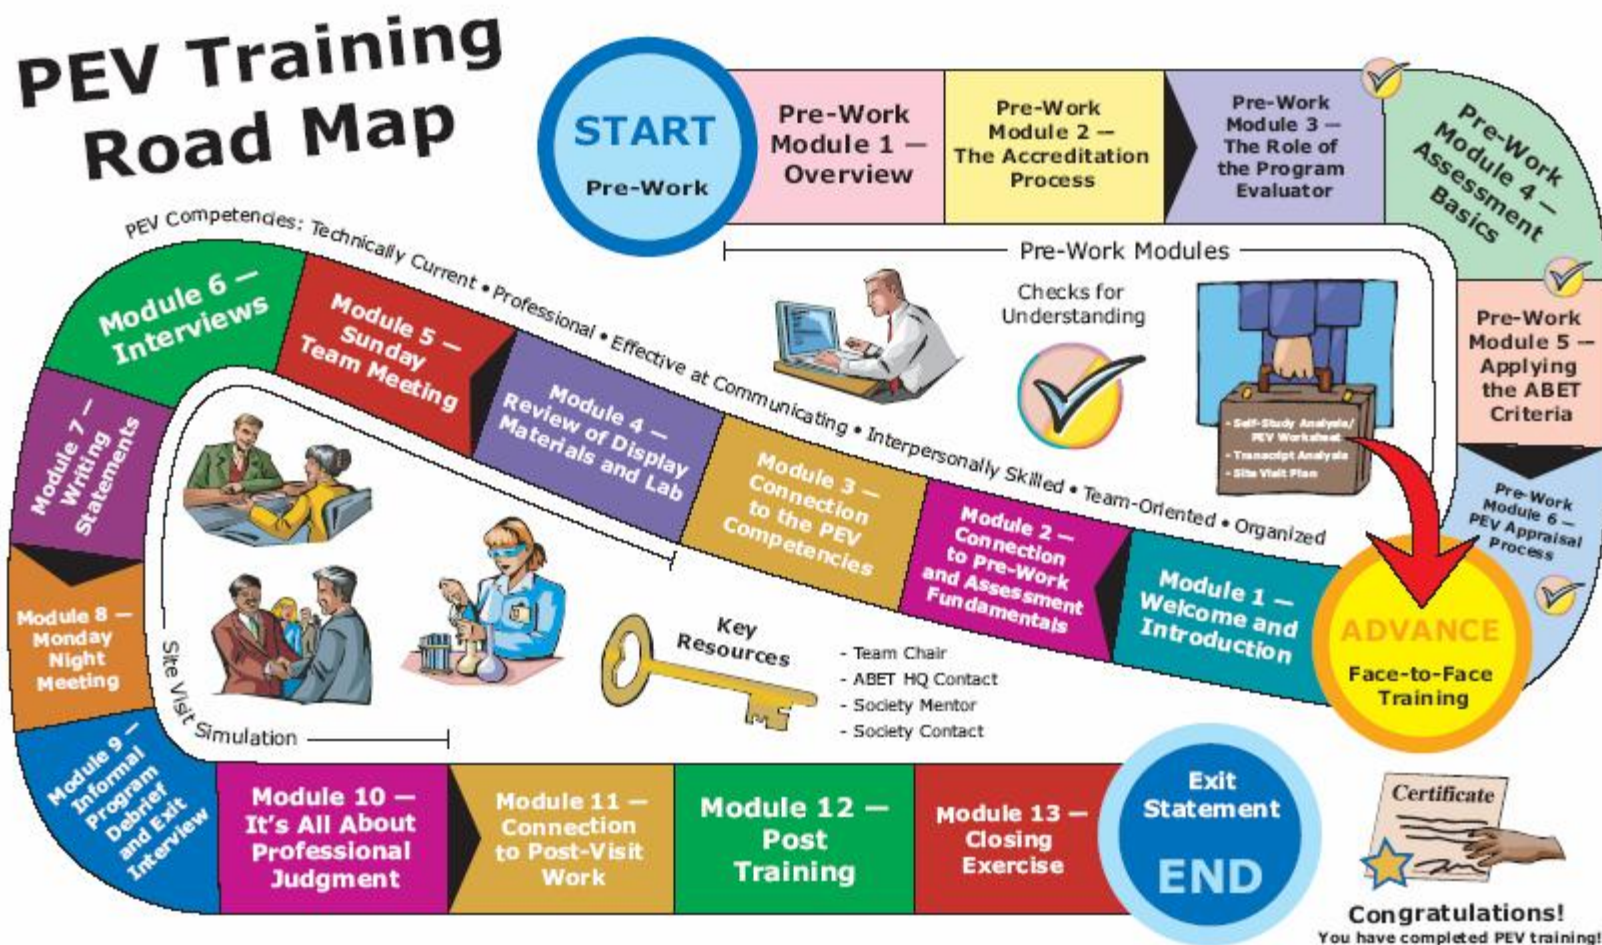 PEV Training
Road Map
START
Pre-Work
Pre-Work
Module 1 —
Overview
Pre-Work
Module 2 —
The Accreditation
Process
Pre-Work
Module 3 —
The Role of
the Program
Evaluator
Pre-Work
Module 4 —
Assessment
Basics
Pre-Work
Module 5 —
Applying
the ABET
Criteria
Pre-Work
Module 6 —
PEV Appraisal
Process
Pre-Work Modules
Checks for
Understanding
- Self-Study Analysis/
PEV Worksheet
- Transcript Analysis
- Site Visit Plan
ADVANCE
Face-to-Face
Training
PEV Competencies: Technically Current • Professional • Effective at Communicating • Interpersonally Skilled • Team-Oriented • Organized
Module 1 —
Welcome and
Introduction
Module 2 —
Connection
to Pre-Work
and Assessment
Fundamentals
Module 3 —
Connection
to the PEV
Competencies
Module 4 —
Review of Display
Materials and Lab
Module 5 —
Sunday
Team Meeting
Module 6 —
Interviews
Module 7 —
Writing
Statements
Module 8 —
Monday
Night
Meeting
Module 9 —
Informal
Program
Debrief
and Exit
Interview
Site Visit Simulation
Key
Resources
- Team Chair
- ABET HQ Contact
- Society Mentor
- Society Contact
Module 10 —
It's All About
Professional
Judgment
Module 11 —
Connection
to Post-Visit
Work
Module 12 —
Post
Training
Module 13 —
Closing
Exercise
Exit
Statement
END
Certificate
Congratulations!
You have completed PEV training!